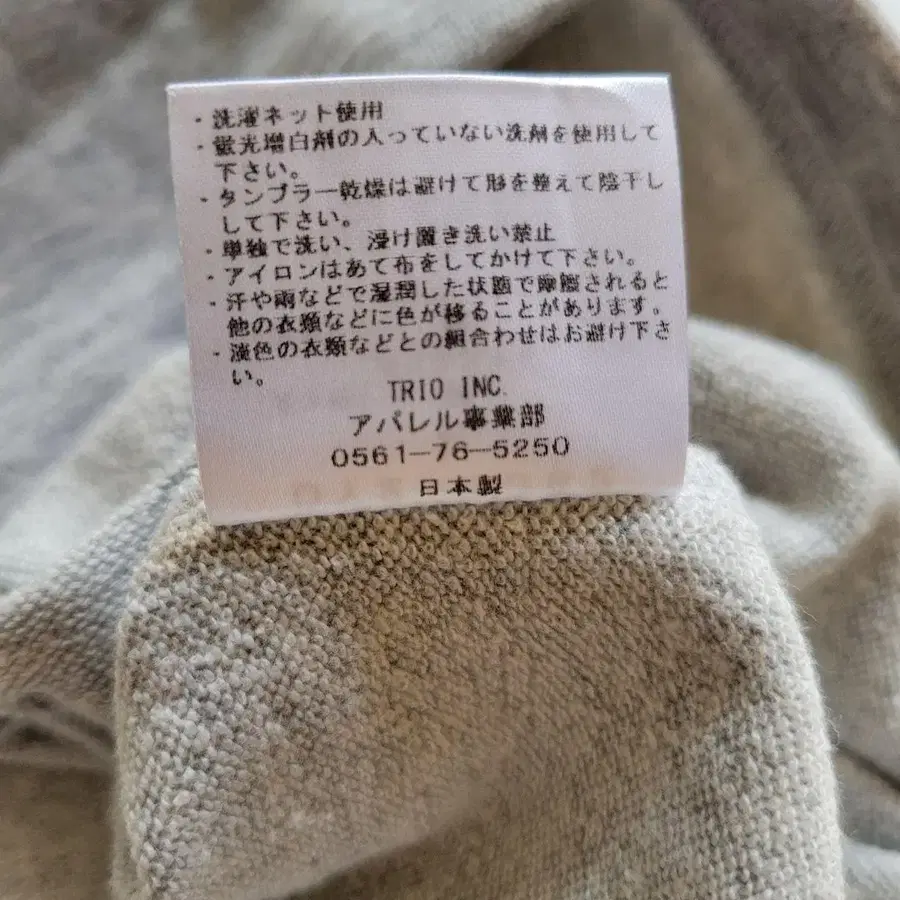 ・洗濯ネット使用
・蛍光増白剤の入っていない洗剤を使用して
下さい。
・タンブラー乾燥は避けて形を整えて陰干し
して下さい。
・単独で洗い、浸け置き洗い禁止
・アイロンはあて布をしてかけて下さい。
・汗や雨などで湿潤した状態で摩擦されると
他の衣類などに色が移ることがあります。
・淡色の衣類などとの組合わせはお避け下さ
い。
TRIO INC.
アパレル事業部
0561-76-5250
日本製